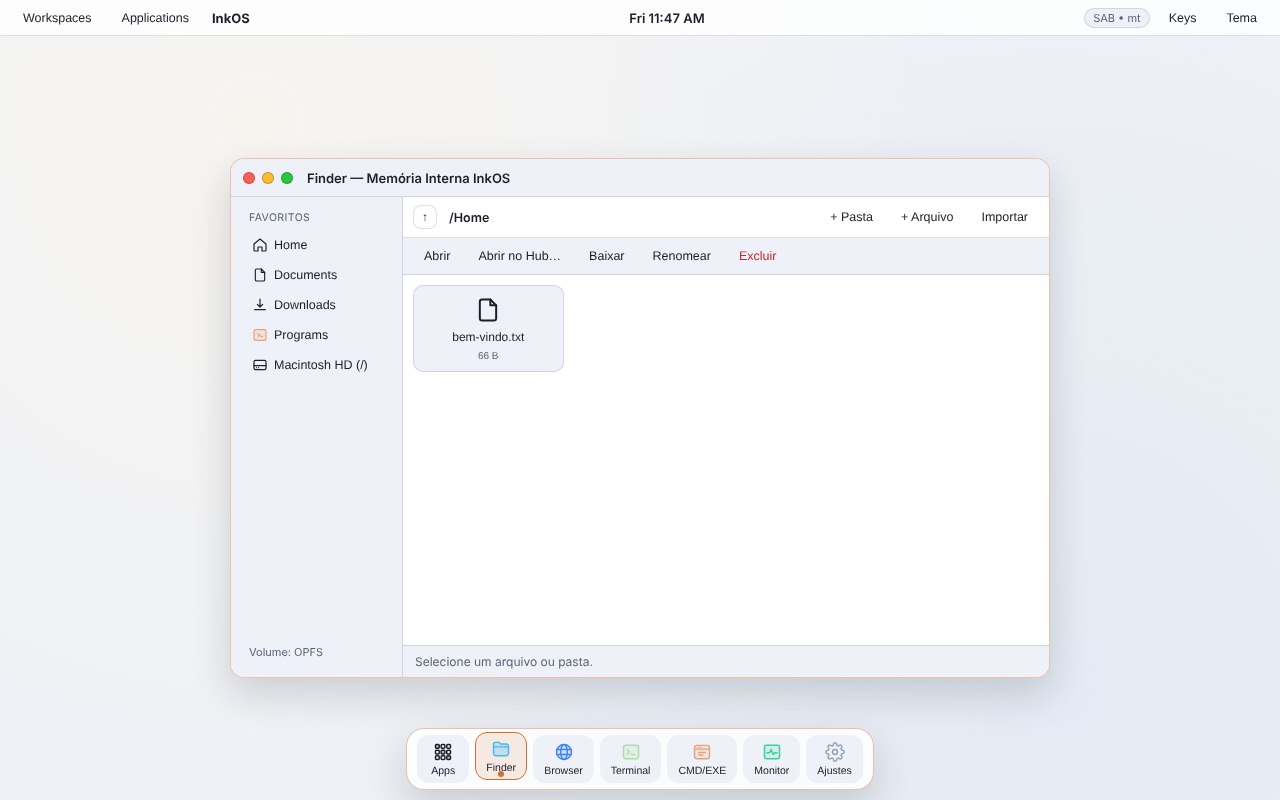 Workspaces Applications InkOS Fri 11:47 AM SAB • mt Keys Tema
Finder — Memória Interna InkOS
FAVORITOS
Home
Documents
Downloads
Programs
Macintosh HD (/)
Volume: OPFS
↑ /Home + Pasta + Arquivo Importar
Abrir Abrir no Hub… Baixar Renomear Excluir
bem-vindo.txt
66 B
Selecione um arquivo ou pasta.
Apps Finder Browser Terminal CMD/EXE Monitor Ajustes